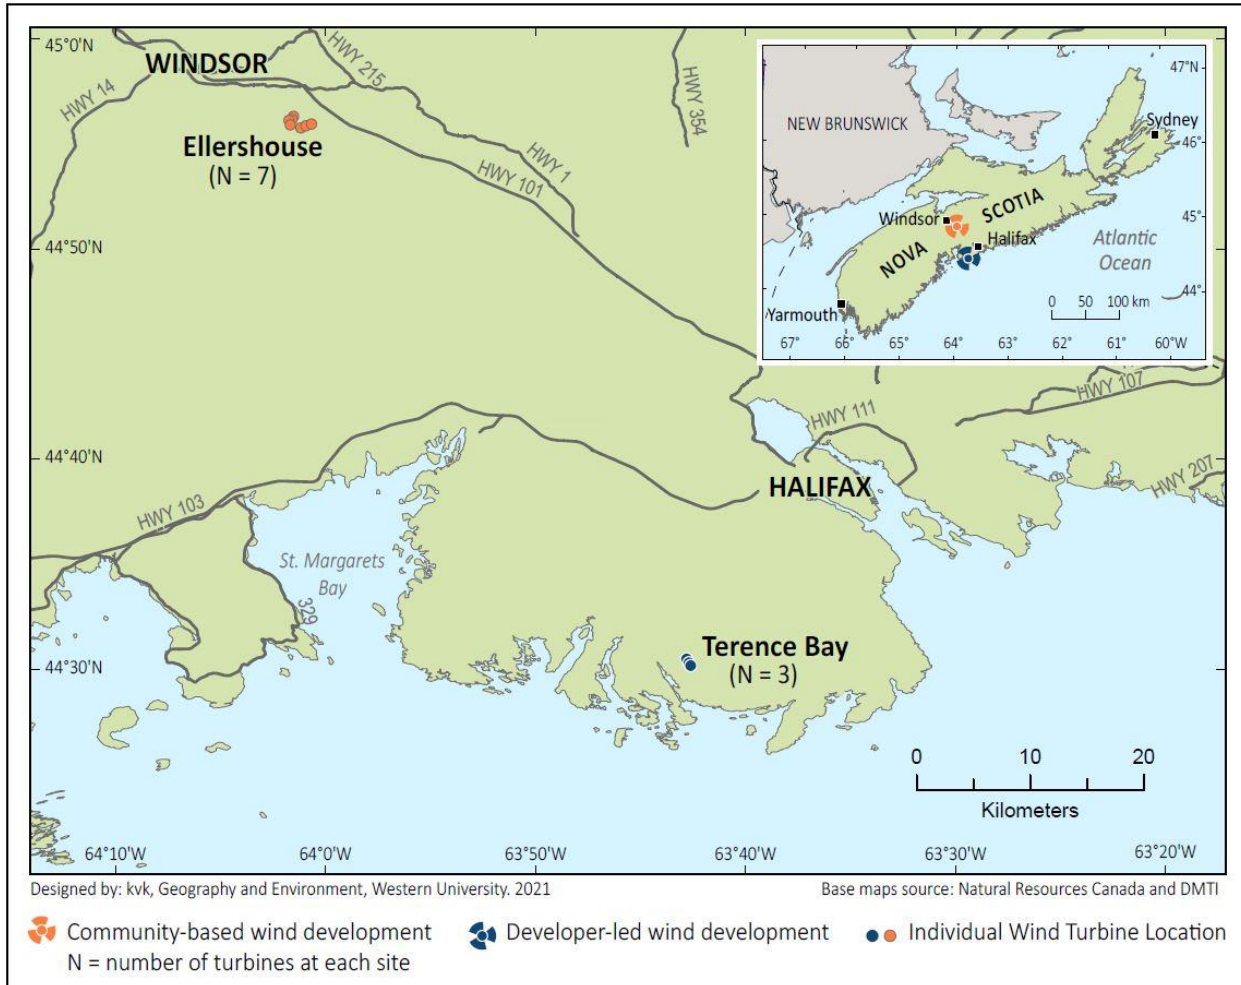 45°0'N
WINDSOR
HWY 14
HWY 215
HWY 354
Ellershouse
(N = 7)
HWY 1
HWY 101
44°50'N
47°N
NEW BRUNSWICK
Sydney
46°
SCOTIA
45°
Windsor
Halifax
NOVA
Atlantic
Ocean
0 50 100 km
44°
Yarmouth
67° 66° 65° 64° 63° 62° 61° 60°W
HWY 107
HWY 111
44°40'N
HALIFAX
HWY 207
HWY 103
St. Margarets
Bay
329
Terence Bay
(N = 3)
44°30'N
0 10 20
Kilometers
64°10'W 64°0'W 63°50'W 63°40'W 63°30'W 63°20'W
Designed by: kvk, Geography and Environment, Western University. 2021
Base maps source: Natural Resources Canada and DMTI
Community-based wind development
Developer-led wind development
Individual Wind Turbine Location
N = number of turbines at each site